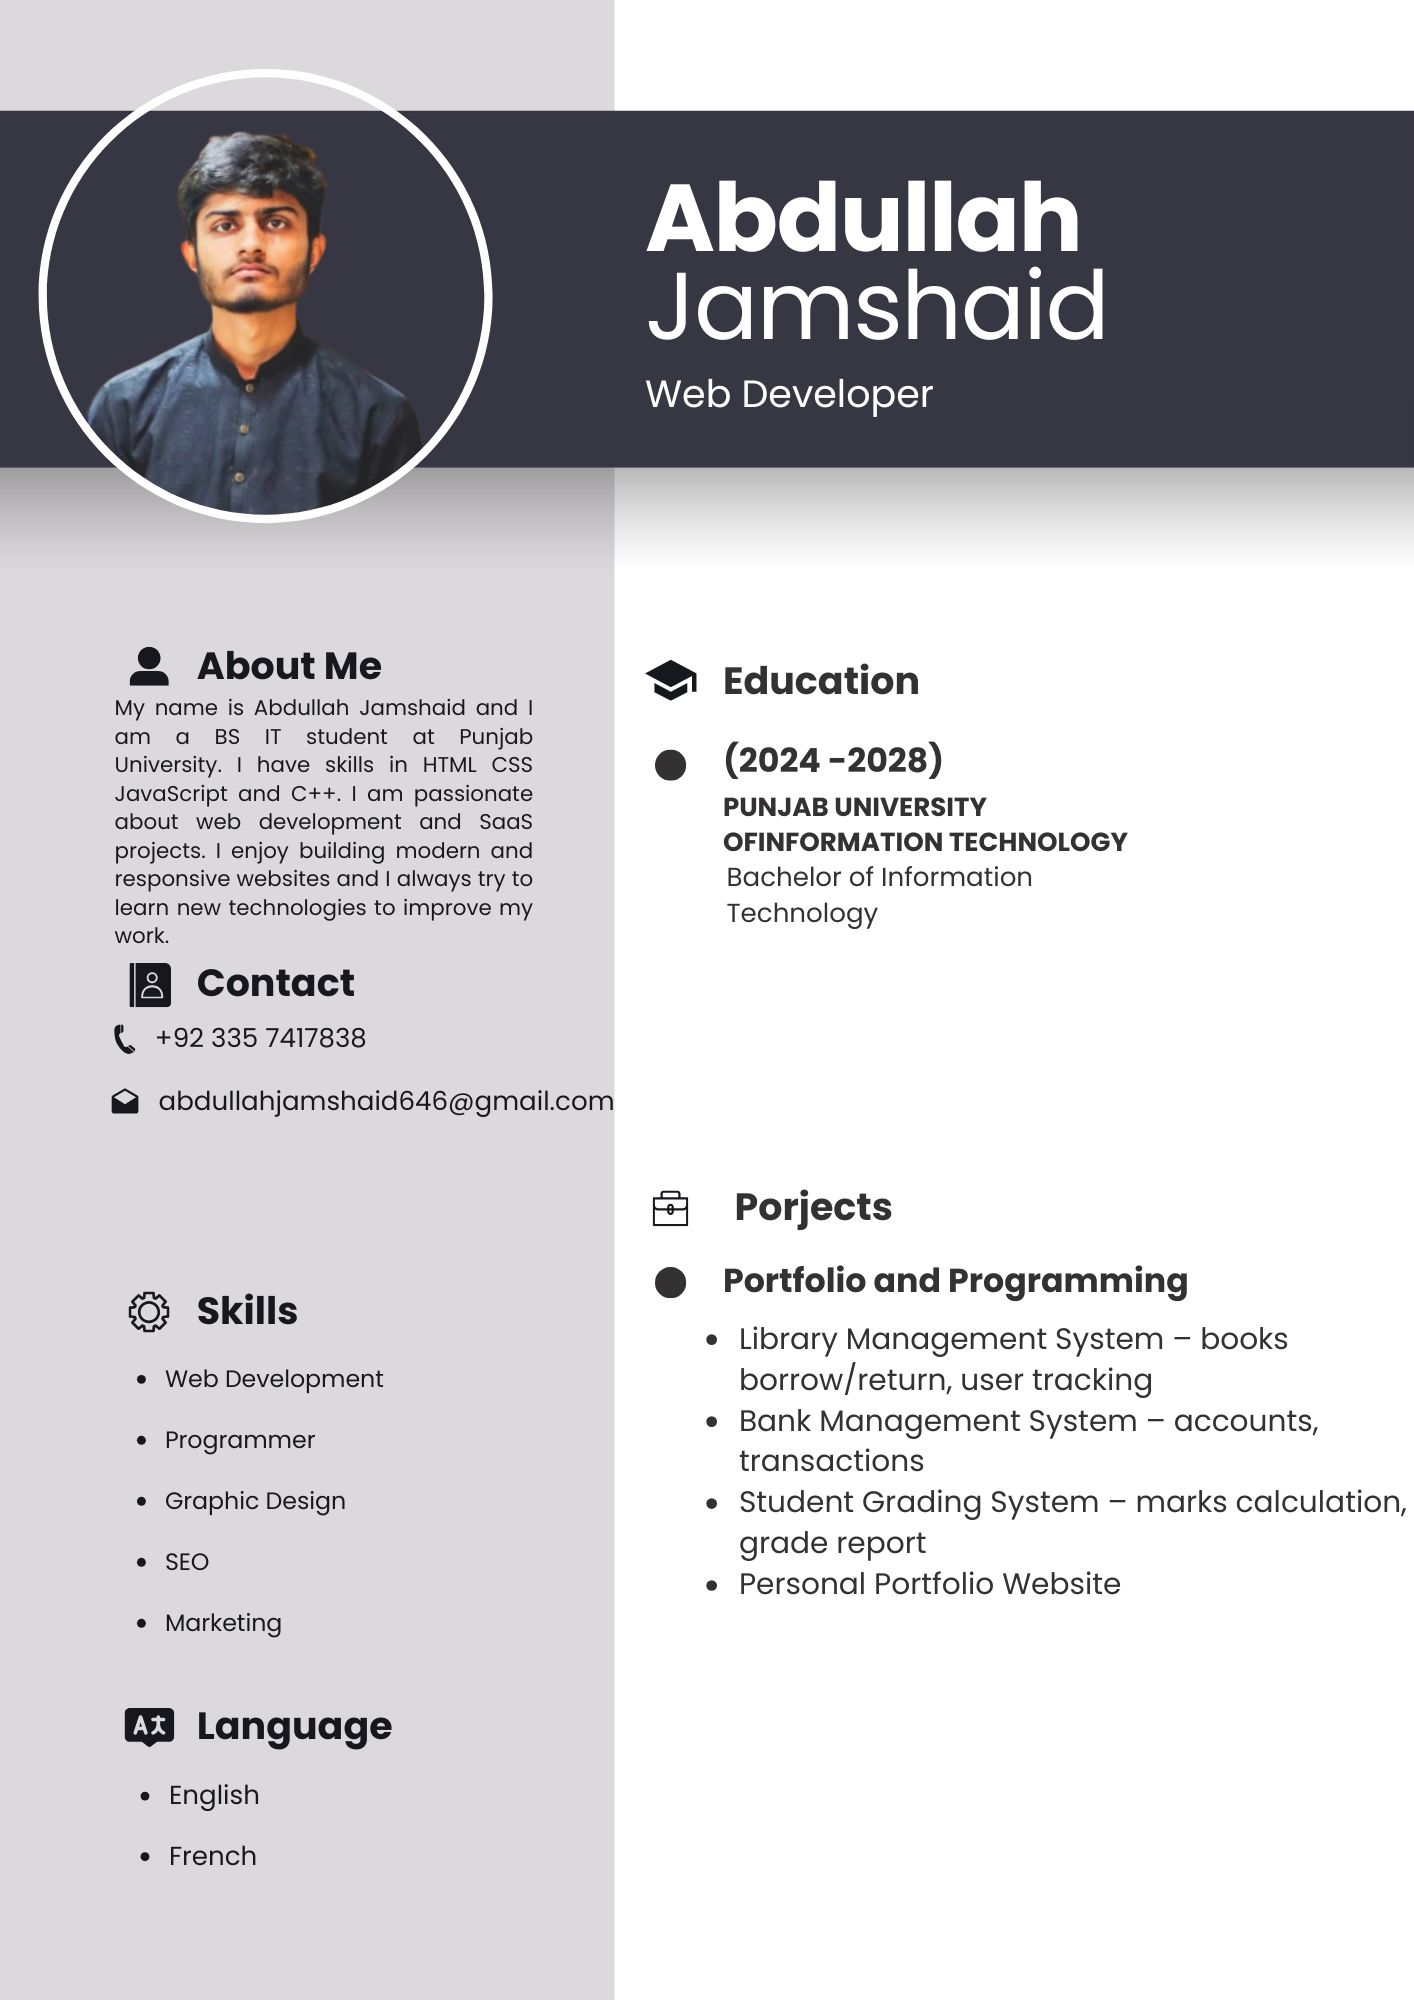 Abdullah
Jamshaid
Web Developer
About Me
My name is Abdullah Jamshaid and I
am a BS IT student at Punjab
University. I have skills in HTML CSS
JavaScript and C++. I am passionate
about web development and SaaS
projects. I enjoy building modern and
responsive websites and I always try to
learn new technologies to improve my
work.
Contact
+92 335 7417838
abdullahjamshaid646@gmail.com
Skills
• Web Development
• Programmer
• Graphic Design
• SEO
• Marketing
Language
• English
• French
Education
(2024 -2028)
PUNJAB UNIVERSITY
OFINFORMATION TECHNOLOGY
Bachelor of Information
Technology
Porjects
Portfolio and Programming
• Library Management System – books
borrow/return, user tracking
• Bank Management System – accounts,
transactions
• Student Grading System – marks calculation,
grade report
• Personal Portfolio Website